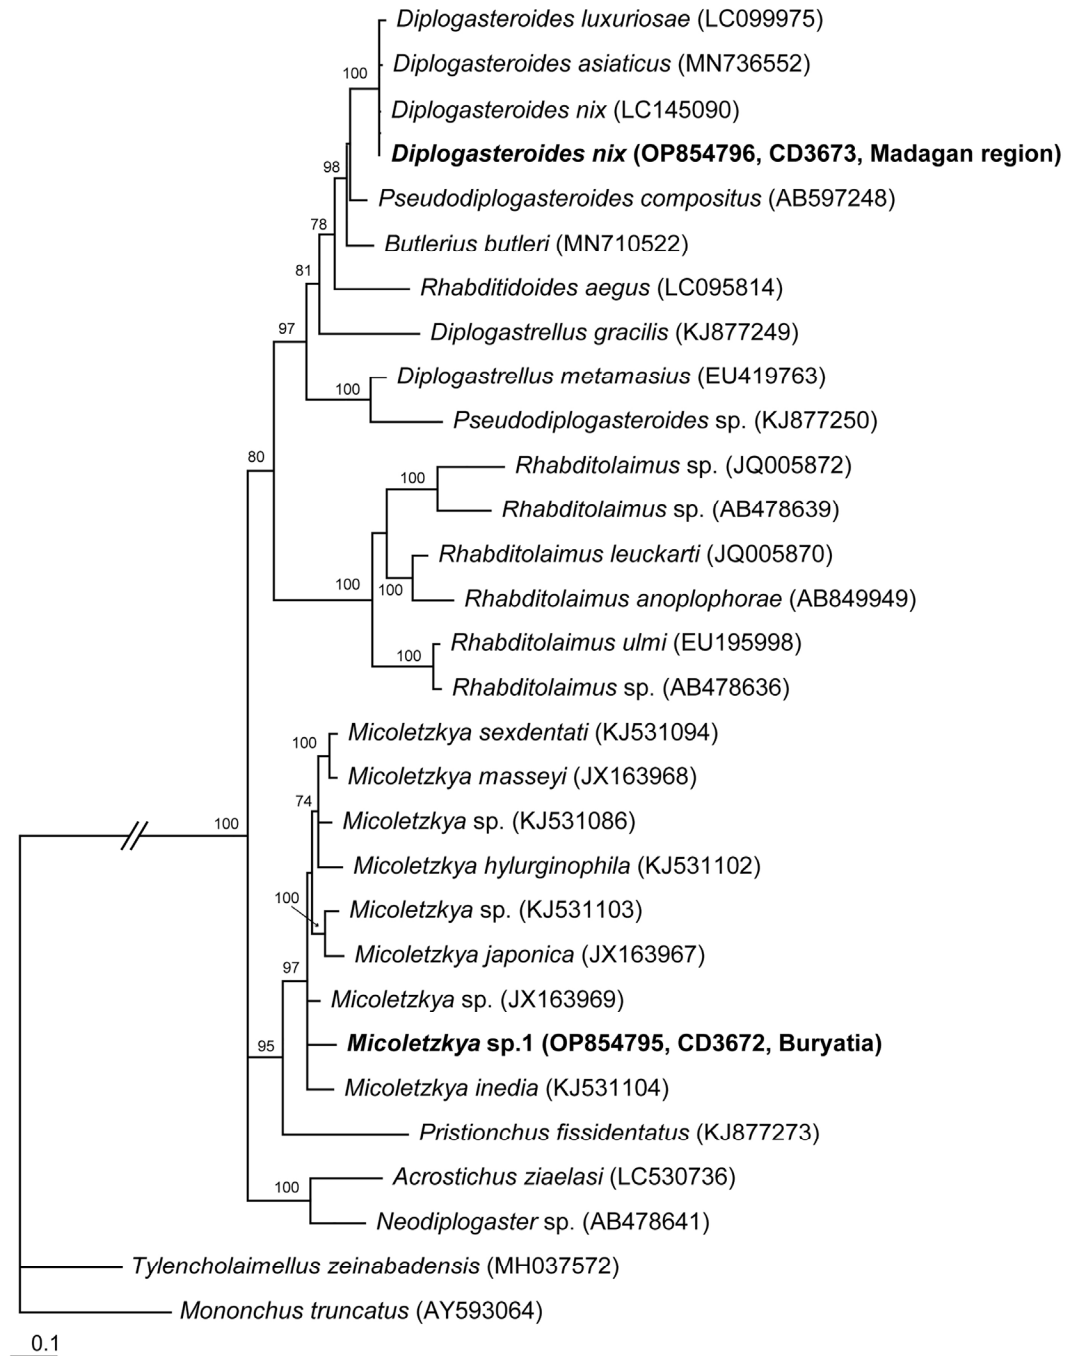 Diplogasteroides luxuriosae (LC099975)
Diplogasteroides asiaticus (MN736552)
100
Diplogasteroides nix (LC145090)
Diplogasteroides nix (OP854796, CD3673, Madagan region)
98
Pseudodiplogasteroides compositus (AB597248)
78
Butlerius butleri (MN710522)
81
Rhabditidoides aegus (LC095814)
97
Diplogastrellus gracilis (KJ877249)
Diplogastrellus metamasius (EU419763)
100
Pseudodiplogasteroides sp. (KJ877250)
80
Rhabditolaimus sp. (JQ005872)
100
Rhabditolaimus sp. (AB478639)
Rhabditolaimus leuckarti (JQ005870)
100
100
Rhabditolaimus anoplophorae (AB849949)
Rhabditolaimus ulmi (EU195998)
100
Rhabditolaimus sp. (AB478636)
Micoletzkya sexdentati (KJ531094)
100
Micoletzkya masseyi (JX163968)
74
Micoletzkya sp. (KJ531086)
100
Micoletzkya hylurginophila (KJ531102)
100
Micoletzkya sp. (KJ531103)
Micoletzkya japonica (JX163967)
97
Micoletzkya sp. (JX163969)
Micoletzkya sp.1 (OP854795, CD3672, Buryatia)
95
Micoletzkya inedia (KJ531104)
Pristionchus fissidentatus (KJ877273)
Acrostichus ziaelasi (LC530736)
100
Neodiplogaster sp. (AB478641)
Tylencholaimellus zeinabadensis (MH037572)
Mononchus truncatus (AY593064)
0.1